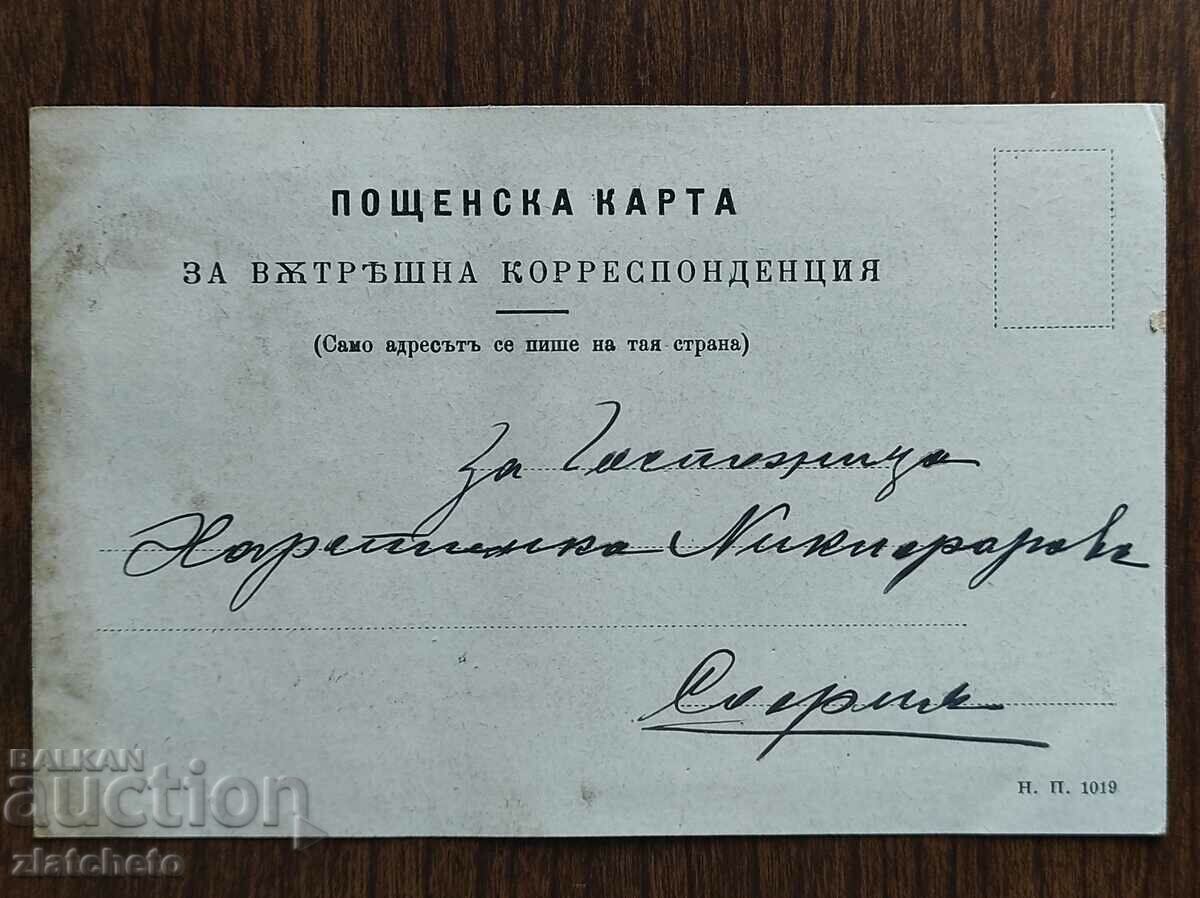 ПОЩЕНСКА КАРТА
ЗА ВѪТРѢШНА КОРРЕСПОНДЕНЦИЯ
(Само адресътъ се пише на тая страна)
За Госпожица
Никифорова
София
Н. П. 1019
BALKAN
auction
zlatcheto